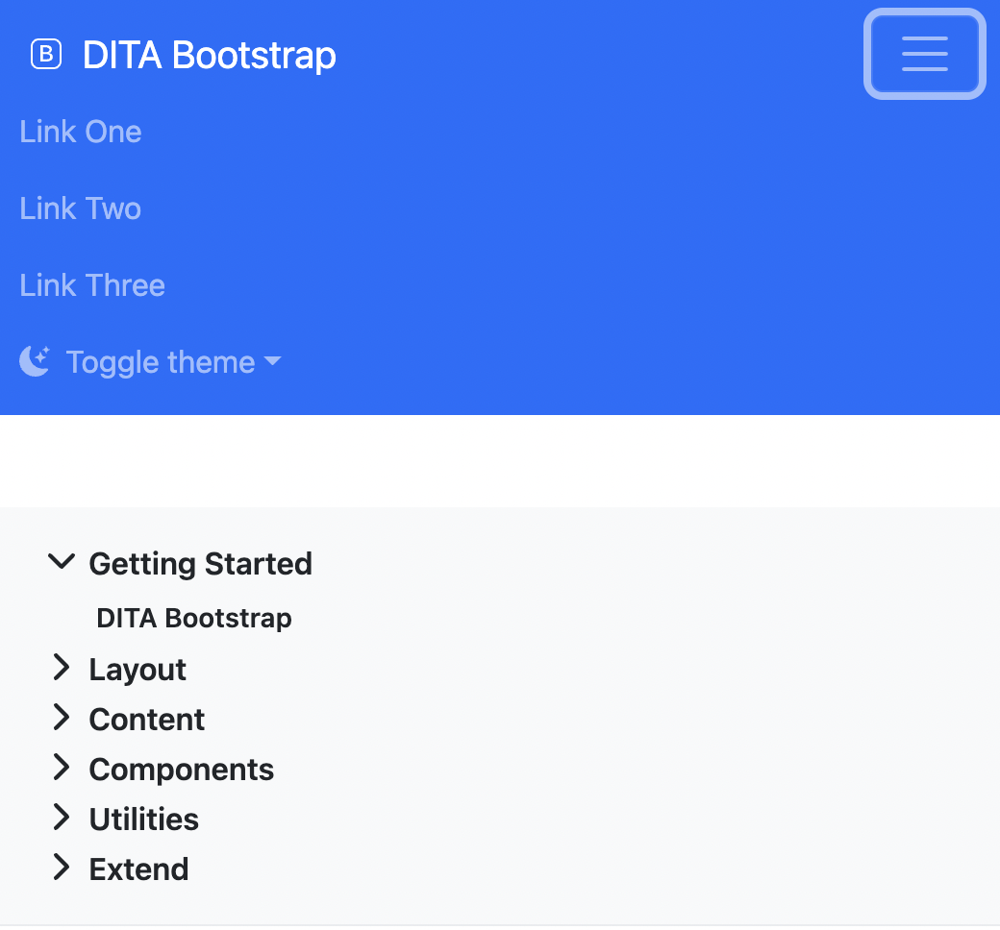 B DITA Bootstrap
Link One
Link Two
Link Three
Toggle theme
Getting Started
DITA Bootstrap
Layout
Content
Components
Utilities
Extend